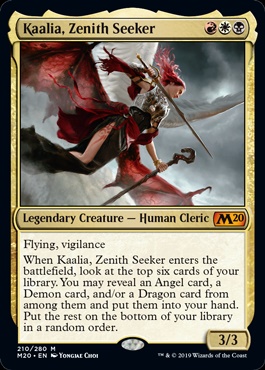 Kaalia, Zenith Seeker
M20
Legendary Creature — Human Cleric
Flying, vigilance
When Kaalia, Zenith Seeker enters the
battlefield, look at the top six cards of
your library. You may reveal an Angel card, a
Demon card, and/or a Dragon card from
among them and put them into your hand.
Put the rest on the bottom of your library
in a random order.
3/3
210/280 M
M20 • EN YONGJAE CHOI
™ & © 2019 Wizards of the Coast